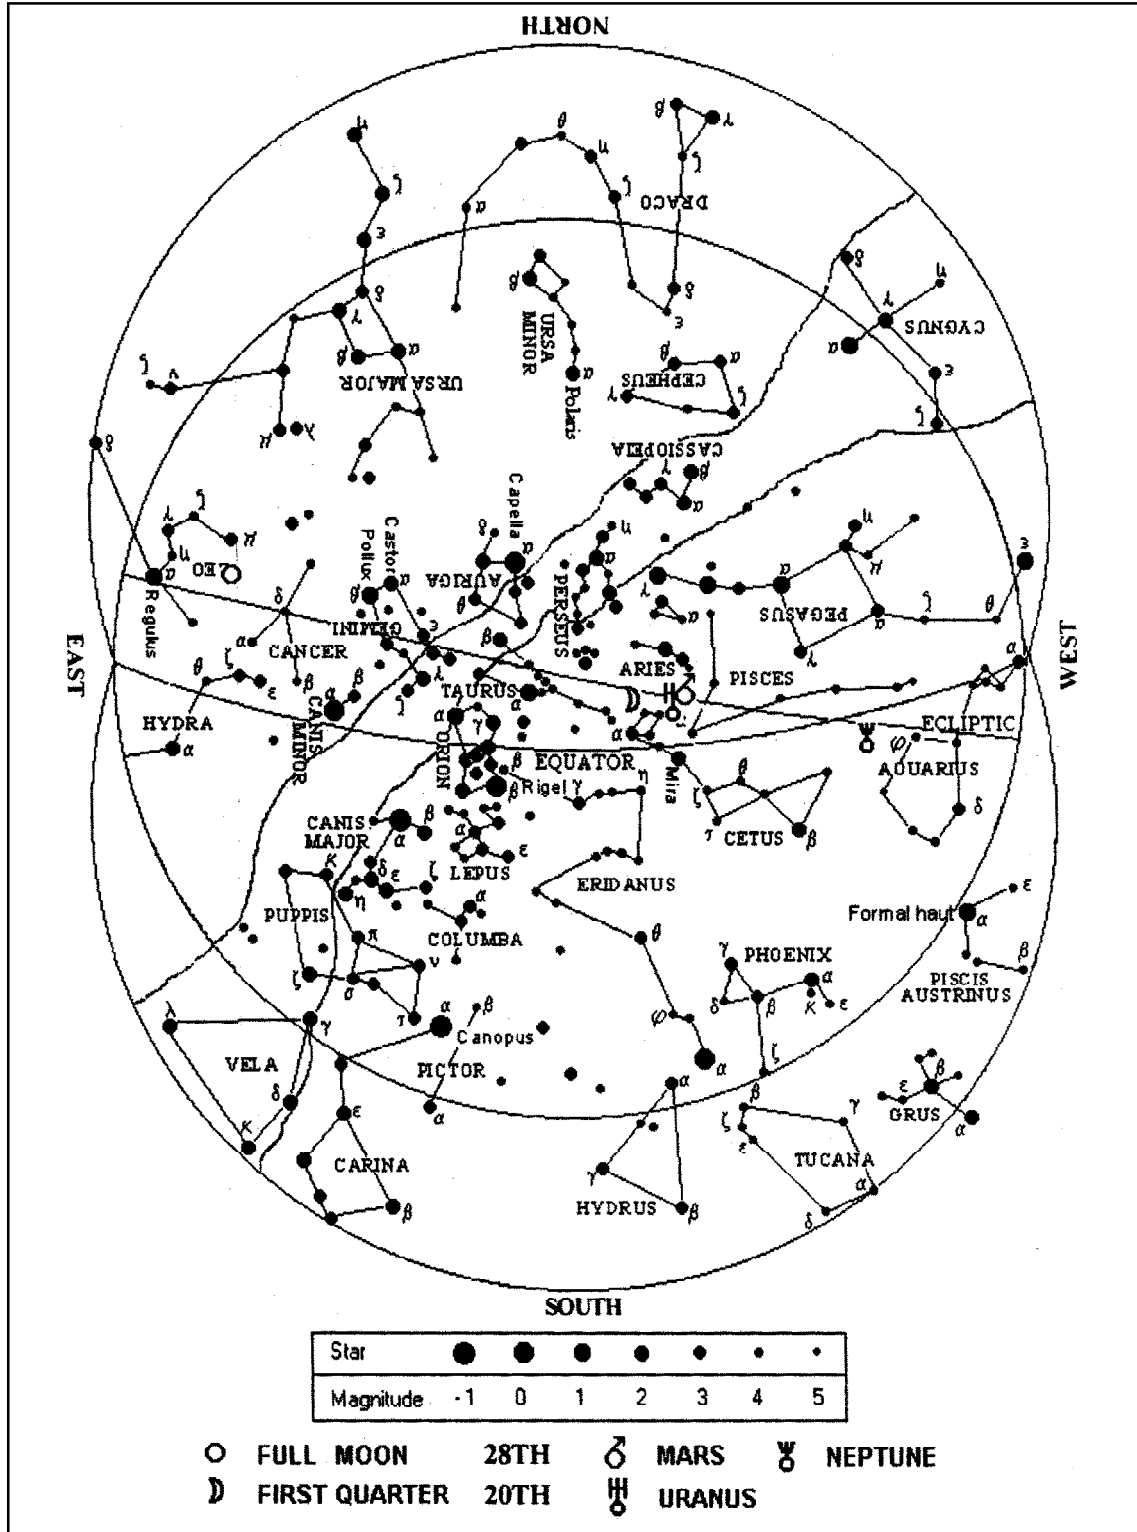 NORTH
μ
ζ
ε
δ
γ
β
α
URSA MAJOR
α
θ
η
ζ
β
γ
ζ
DRACO
δ
ε
β
URSA
MINOR
α
Polaris
β
α
γ
ζ
CEPHEUS
δ
η
γ
α
CYGNUS
ε
ζ
ζ
ν
μ
λ
δ
CASSIOPEIA
γ
β
α
ζ
γ
μ
η
α
LEO
Regulus
Castor
Pollux
α
β
GEMINI
ε
γ
ζ
Capella
δ
α
AURIGA
θ
η
α
PERSEUS
γ
α
η
μ
α
PEGASUS
α
ζ
θ
ε
γ
δ
α
CANCER
β
β
TAURUS
α
α
ARIES
PISCES
α
EAST
WEST
θ
ζ
ε
HYDRA
α
α
β
CANIS
MINOR
α
γ
ORION
β
β
Rigel
EQUATOR
α
Mira
ECLIPTIC
φ
AQUARIUS
δ
γ
η
ζ
θ
τ
CETUS
β
CANIS
MAJOR
α
β
δ
ε
ζ
η
α
ε
LEPUS
ERIDANUS
κ
PUPPIS
π
ν
ζ
σ
τ
α
COLUMBA
θ
γ
PHOENIX
α
δ
β
κ
ε
ζ
Formal haut
α
ε
β
PISCIS
AUSTRINUS
λ
γ
VELA
δ
κ
α
Canopus
β
PICTOR
α
φ
α
α
ε
CARINA
β
γ
HYDRUS
β
β
ζ
ε
γ
TUCANA
α
δ
β
ε
GRUS
α
SOUTH
Star
Magnitude -1 0 1 2 3 4 5
FULL MOON 28TH MARS NEPTUNE
FIRST QUARTER 20TH URANUS